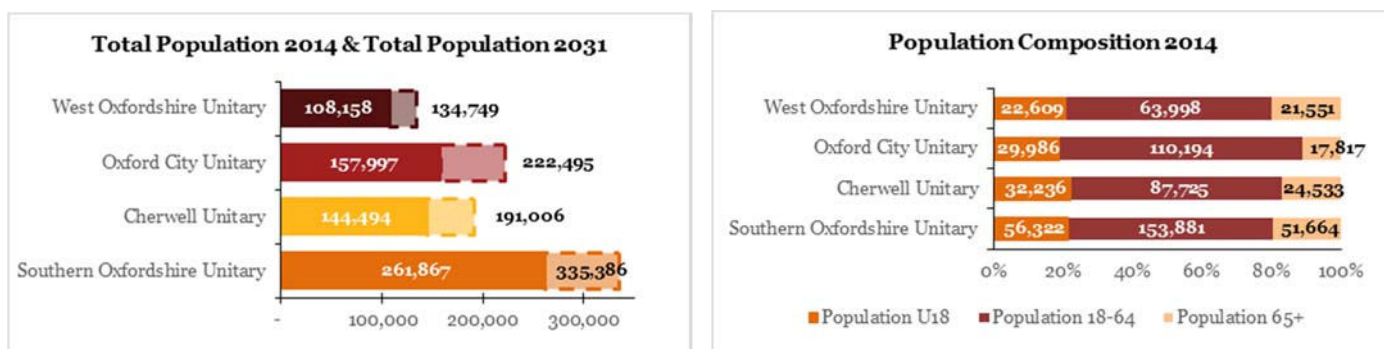 Total Population 2014 & Total Population 2031
West Oxfordshire Unitary 108,158 134,749
Oxford City Unitary 157,997 222,495
Cherwell Unitary 144,494 191,006
Southern Oxfordshire Unitary 261,867 335,386
- 100,000 200,000 300,000
Population Composition 2014
West Oxfordshire Unitary 22,609 63,998 21,551
Oxford City Unitary 29,986 110,194 17,817
Cherwell Unitary 32,236 87,725 24,533
Southern Oxfordshire Unitary 56,322 153,881 51,664
0% 20% 40% 60% 80% 100%
Population U18 Population 18-64 Population 65+